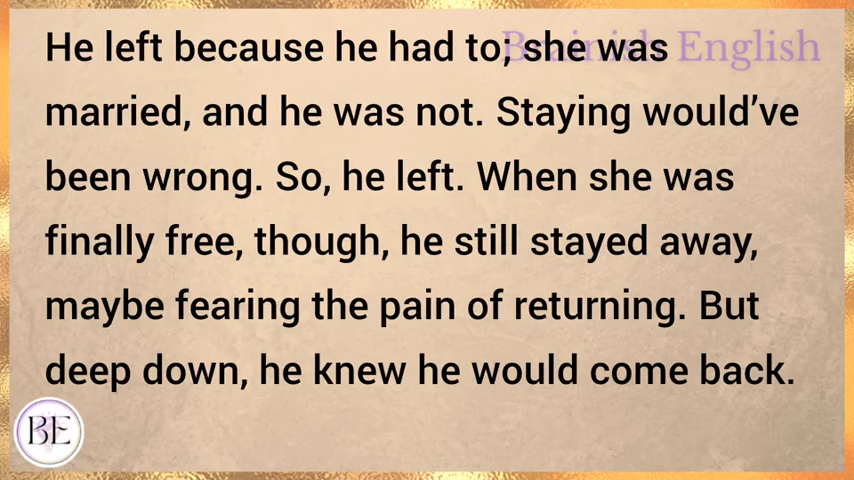 Brainish English
He left because he had to; she was
married, and he was not. Staying would’ve
been wrong. So, he left. When she was
finally free, though, he still stayed away,
maybe fearing the pain of returning. But
deep down, he knew he would come back.
BE